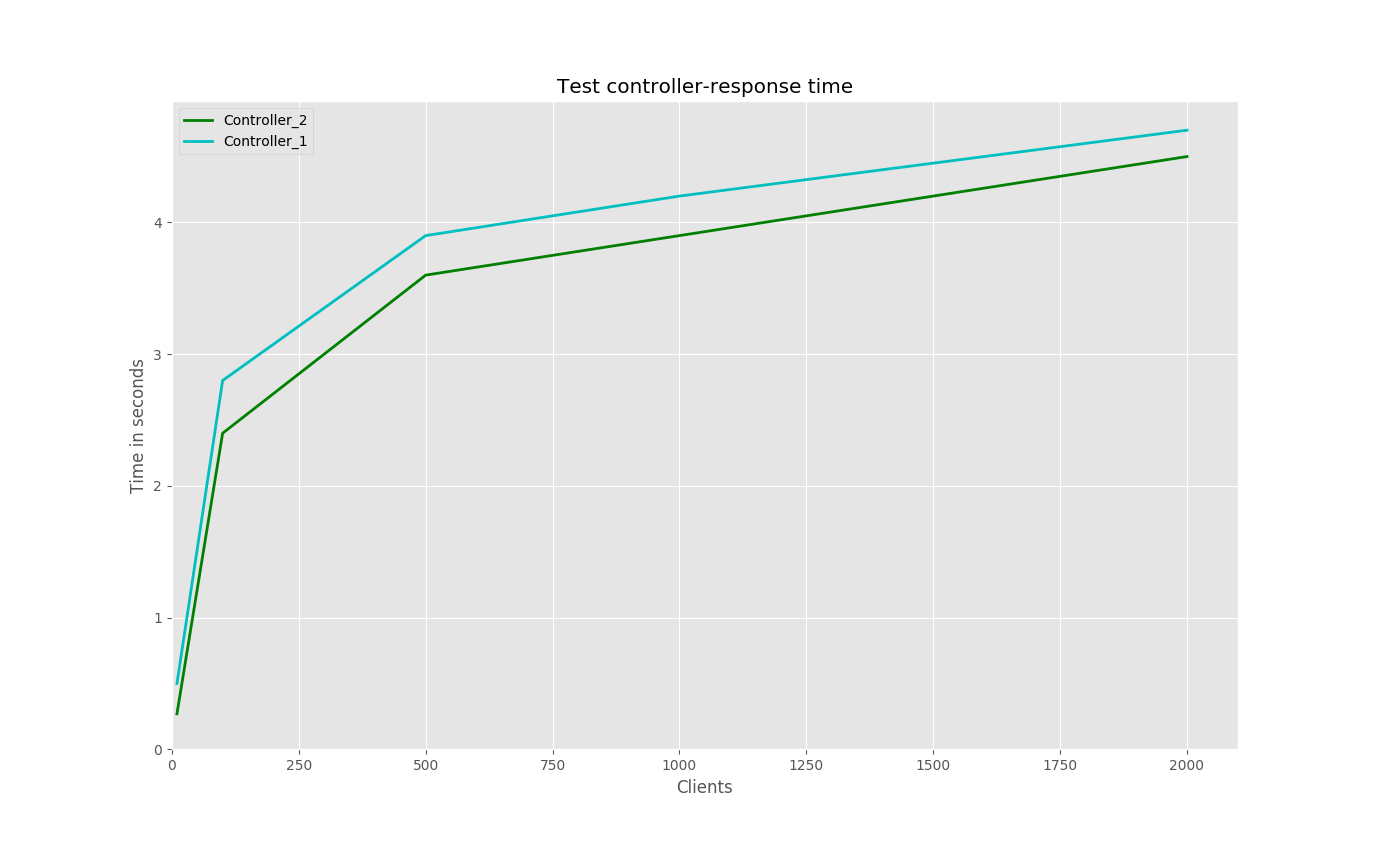 Test controller-response time
Controller_2
Controller_1
Time in seconds
4
3
2
1
0
0 250 500 750 1000 1250 1500 1750 2000
Clients